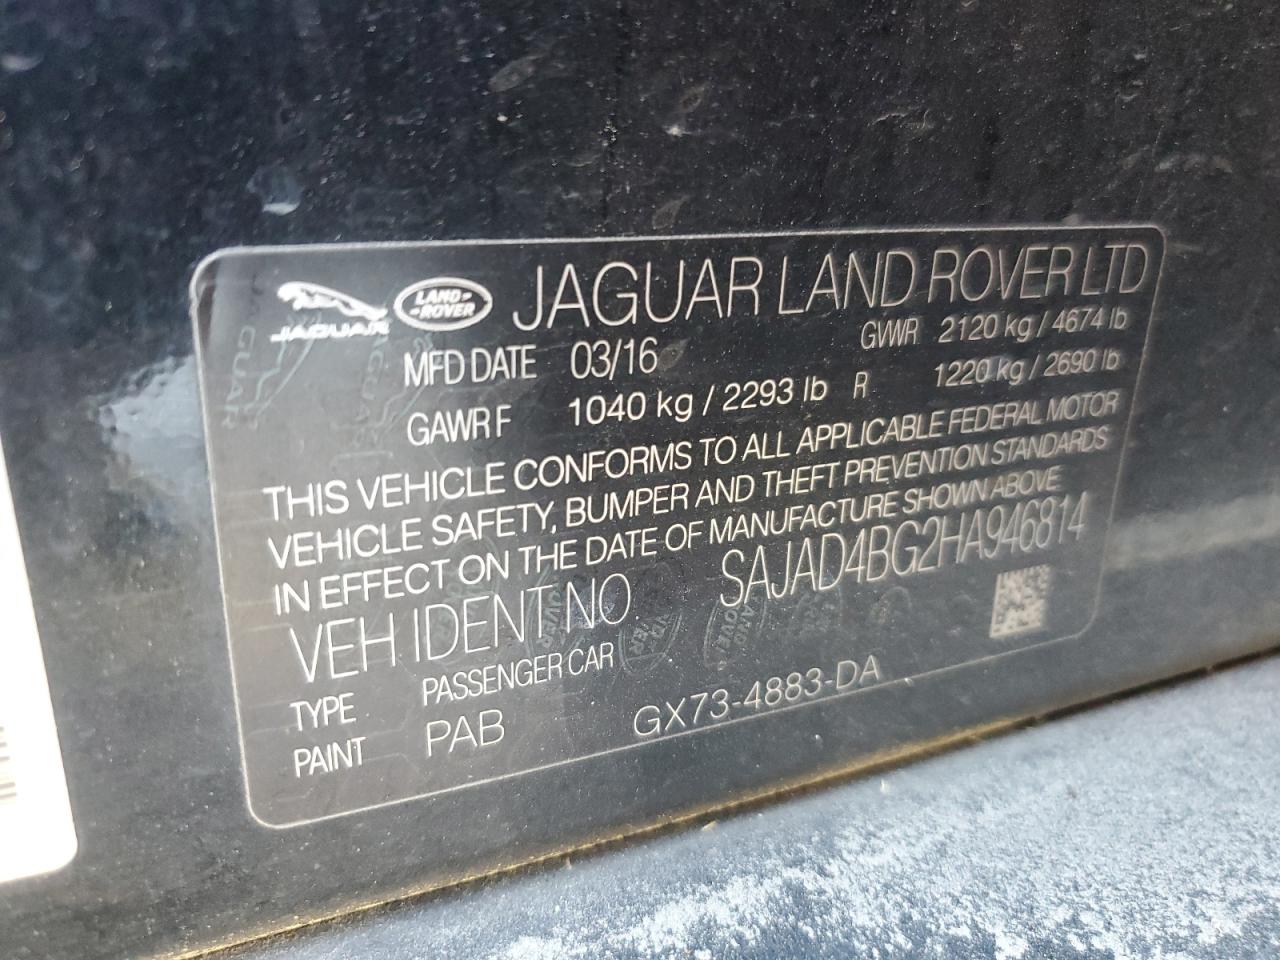 JAGUAR
LAND-
-ROVER
JAGUAR LAND ROVER LTD
MFD DATE 03/16 GVWR 2120 kg / 4674 lb
GAWR F 1040 kg / 2293 lb R 1220 kg / 2690 lb
THIS VEHICLE CONFORMS TO ALL APPLICABLE FEDERAL MOTOR
VEHICLE SAFETY, BUMPER AND THEFT PREVENTION STANDARDS
IN EFFECT ON THE DATE OF MANUFACTURE SHOWN ABOVE
VEH IDENT NO SAJAD4BG2HA946814
TYPE PASSENGER CAR
PAINT PAB GX73-4883-DA